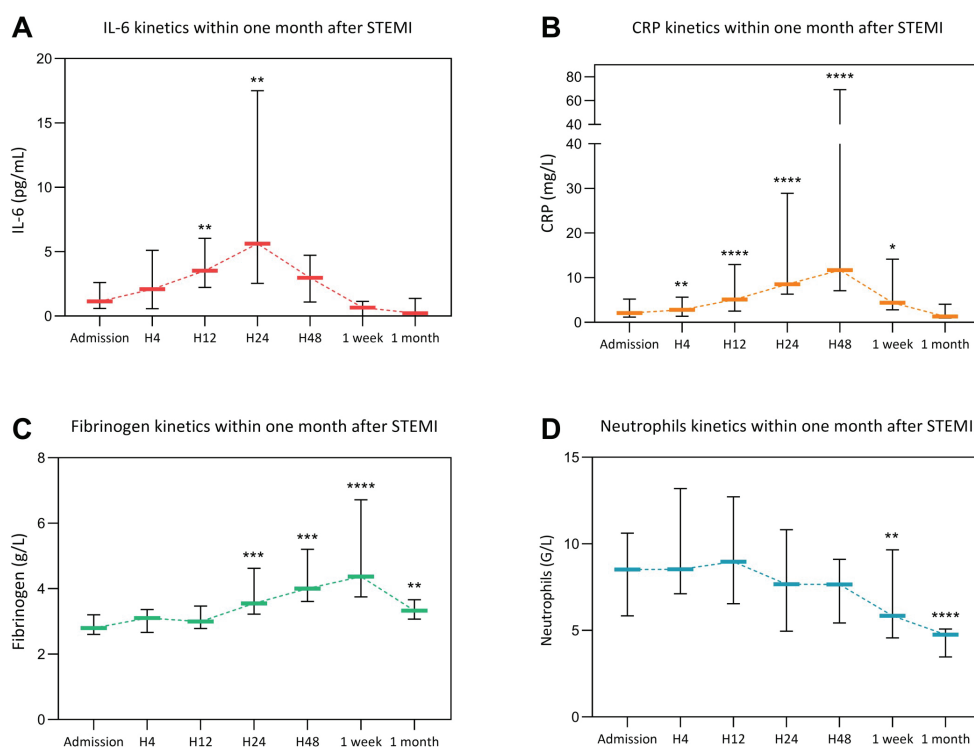 A
IL-6 kinetics within one month after STEMI
IL-6 (pg/mL)
20
15
10
5
0
**
**
Admission H4 H12 H24 H48 1 week 1 month
B
CRP kinetics within one month after STEMI
CRP (mg/L)
80
60
40
40
30
20
10
0
**
****
****
****
*
Admission H4 H12 H24 H48 1 week 1 month
C
Fibrinogen kinetics within one month after STEMI
Fibrinogen (g/L)
8
6
4
2
0
***
***
****
**
Admission H4 H12 H24 H48 1 week 1 month
D
Neutrophils kinetics within one month after STEMI
Neutrophils (G/L)
15
10
5
0
**
****
Admission H4 H12 H24 H48 1 week 1 month